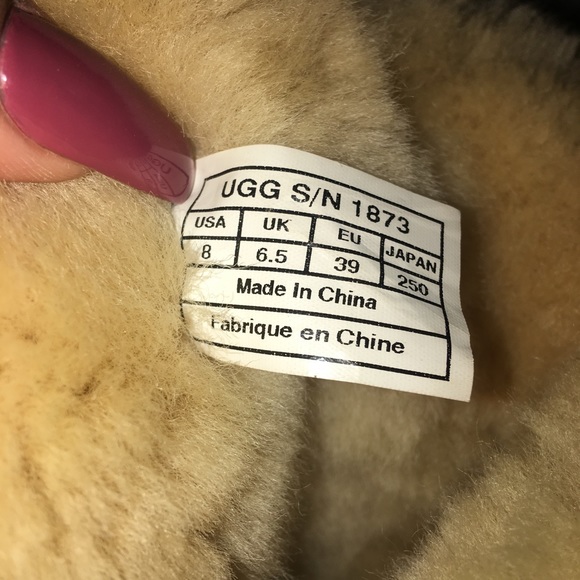 UGG S/N 1873
USA UK EU JAPAN
8 6.5 39 250
Made In China
Fabrique en Chine